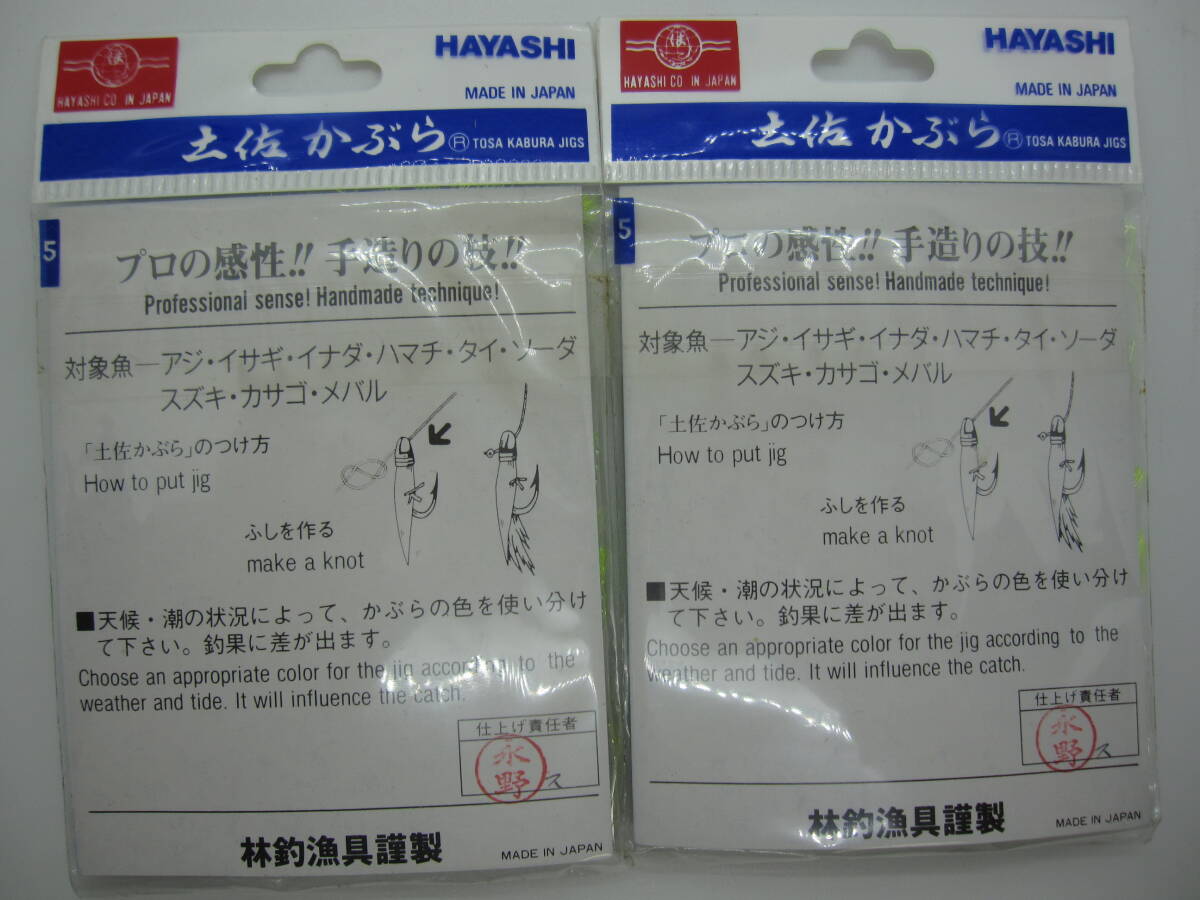 ほ
HAYASHI CO. IN JAPAN
HAYASHI
MADE IN JAPAN
土佐かぶら Ⓡ TOSA KABURA JIGS
5
プロの感性!! 手造りの技!!
Professional sense! Handmade technique!
対象魚―アジ・イサギ・イナダ・ハマチ・タイ・ソーダ
スズキ・カサゴ・メバル
「土佐かぶら」のつけ方
How to put jig
ふしを作る
make a knot
■天候・潮の状況によって、かぶらの色を使い分け
て下さい。釣果に差が出ます。
Choose an appropriate color for the jig according to the
weather and tide. It will influence the catch.
仕上げ責任者
永野
ス
林釣漁具謹製
MADE IN JAPAN
ほ
HAYASHI CO. IN JAPAN
HAYASHI
MADE IN JAPAN
土佐かぶら Ⓡ TOSA KABURA JIGS
5
プロの感性!! 手造りの技!!
Professional sense! Handmade technique!
対象魚―アジ・イサギ・イナダ・ハマチ・タイ・ソーダ
スズキ・カサゴ・メバル
「土佐かぶら」のつけ方
How to put jig
ふしを作る
make a knot
■天候・潮の状況によって、かぶらの色を使い分け
て下さい。釣果に差が出ます。
Choose an appropriate color for the jig according to the
weather and tide. It will influence the catch.
仕上げ責任者
永野
ス
林釣漁具謹製
MADE IN JAPAN